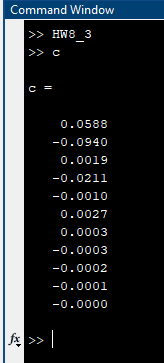 Command Window
>> HW8_3
>> c
c =
0.0588
-0.0940
0.0019
-0.0211
-0.0010
0.0027
0.0003
-0.0003
-0.0002
-0.0001
-0.0000
fx >>